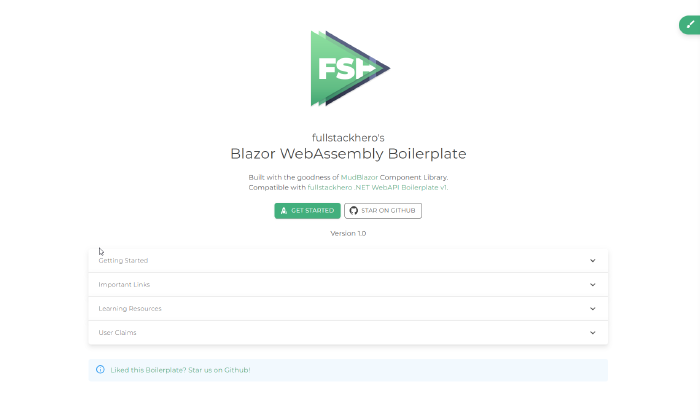 FSH
fullstackhero's
Blazor WebAssembly Boilerplate
Built with the goodness of MudBlazor Component Library.
Compatible with fullstackhero .NET WebAPI Boilerplate v1.
GET STARTED
STAR ON GITHUB
Version 1.0
Getting Started
Important Links
Learning Resources
User Claims
Liked this Boilerplate? Star us on Github!